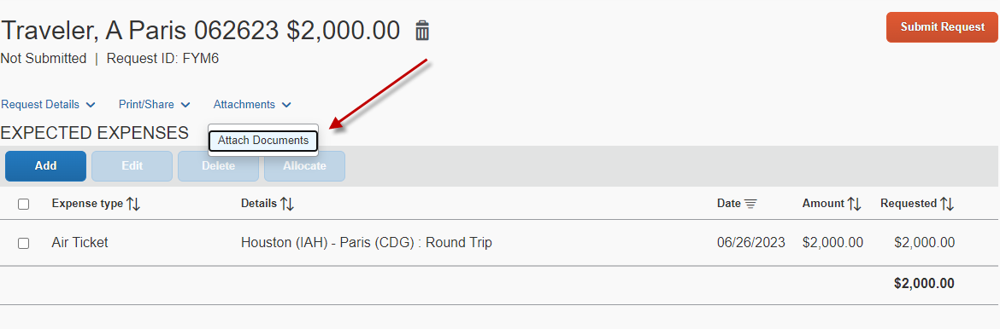 Traveler, A Paris 062623 $2,000.00
Submit Request
Not Submitted | Request ID: FYM6
Request Details Print/Share Attachments
EXPECTED EXPENSES
Attach Documents
Add Edit Delete Allocate
Expense type Details Date Amount Requested
Air Ticket Houston (IAH) - Paris (CDG) : Round Trip 06/26/2023 $2,000.00 $2,000.00
$2,000.00